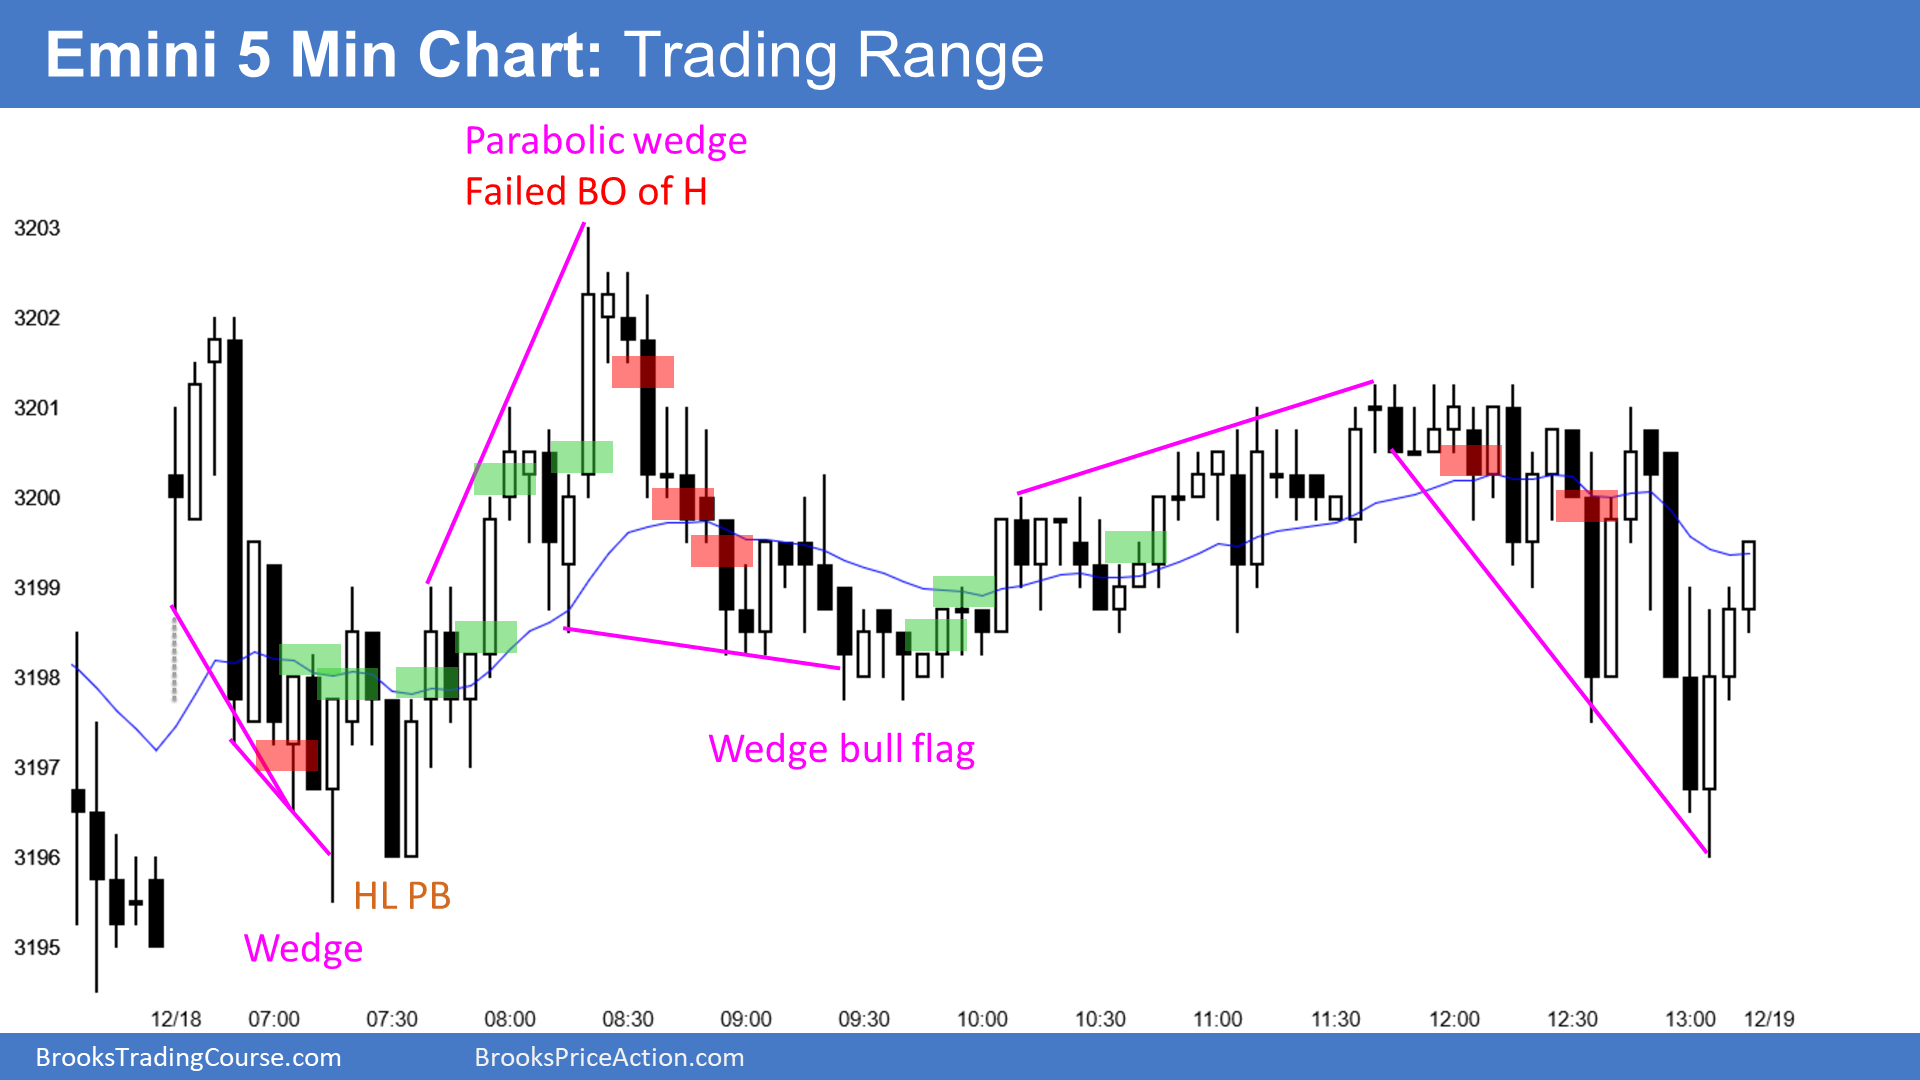 Emini 5 Min Chart: Trading Range
Parabolic wedge
Failed BO of H
3203
3202
3201
3200
3199
3198
3197
3196
3195
Wedge bull flag
HL PB
Wedge
12/18 07:00 07:30 08:00 08:30 09:00 09:30 10:00 10:30 11:00 11:30 12:00 12:30 13:00 12/19
BrooksTradingCourse.com BrooksPriceAction.com